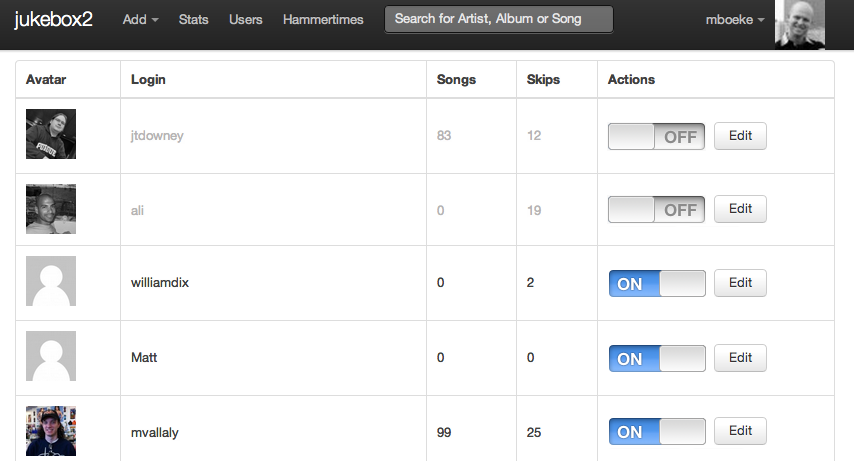 jukebox2 Add Stats Users Hammertimes Search for Artist, Album or Song mboeke
Avatar Login Songs Skips Actions
jtdowney 83 12 OFF Edit
ali 0 19 OFF Edit
williamdix 0 2 ON Edit
Matt 0 0 ON Edit
mvallaly 99 25 ON Edit